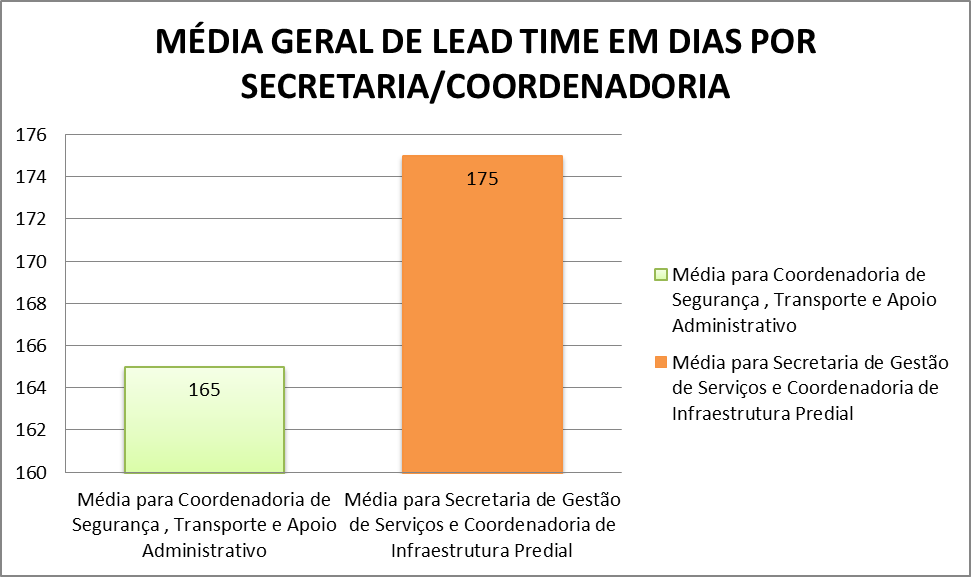 MÉDIA GERAL DE LEAD TIME EM DIAS POR
SECRETARIA/COORDENADORIA
176
174
172
170
168
166
164
162
160
165
175
Média para Coordenadoria de
Segurança , Transporte e Apoio
Administrativo
Média para Secretaria de Gestão
de Serviços e Coordenadoria de
Infraestrutura Predial
Média para Coordenadoria de
Segurança , Transporte e Apoio
Administrativo
Média para Secretaria de Gestão
de Serviços e Coordenadoria de
Infraestrutura Predial